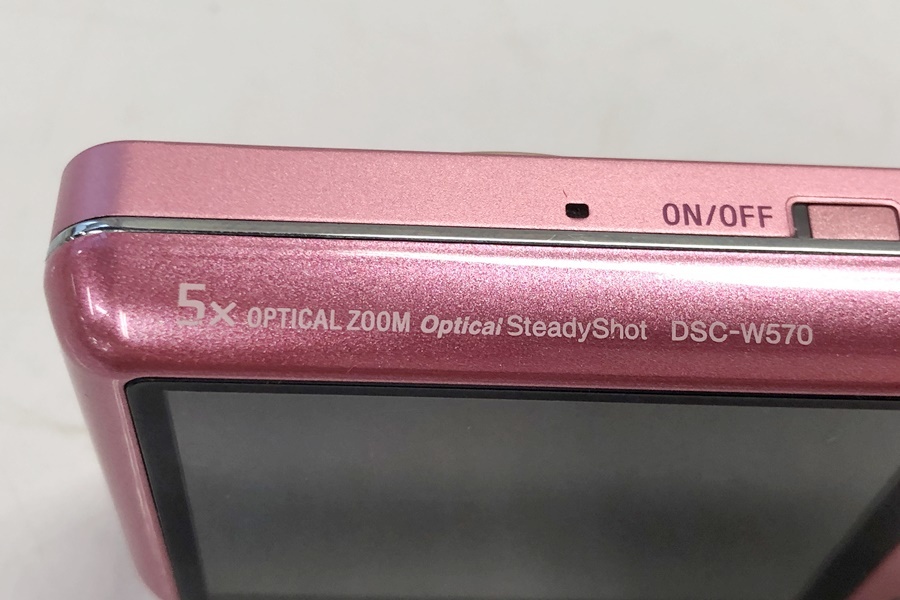 ON/OFF
5x OPTICAL ZOOM Optical SteadyShot DSC-W570